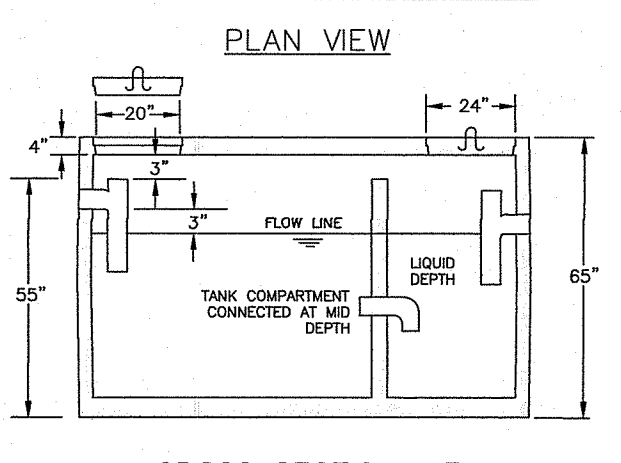 PLAN VIEW
20"
24"
4"
3"
3"
FLOW LINE
LIQUID
DEPTH
55"
65"
TANK COMPARTMENT
CONNECTED AT MID
DEPTH